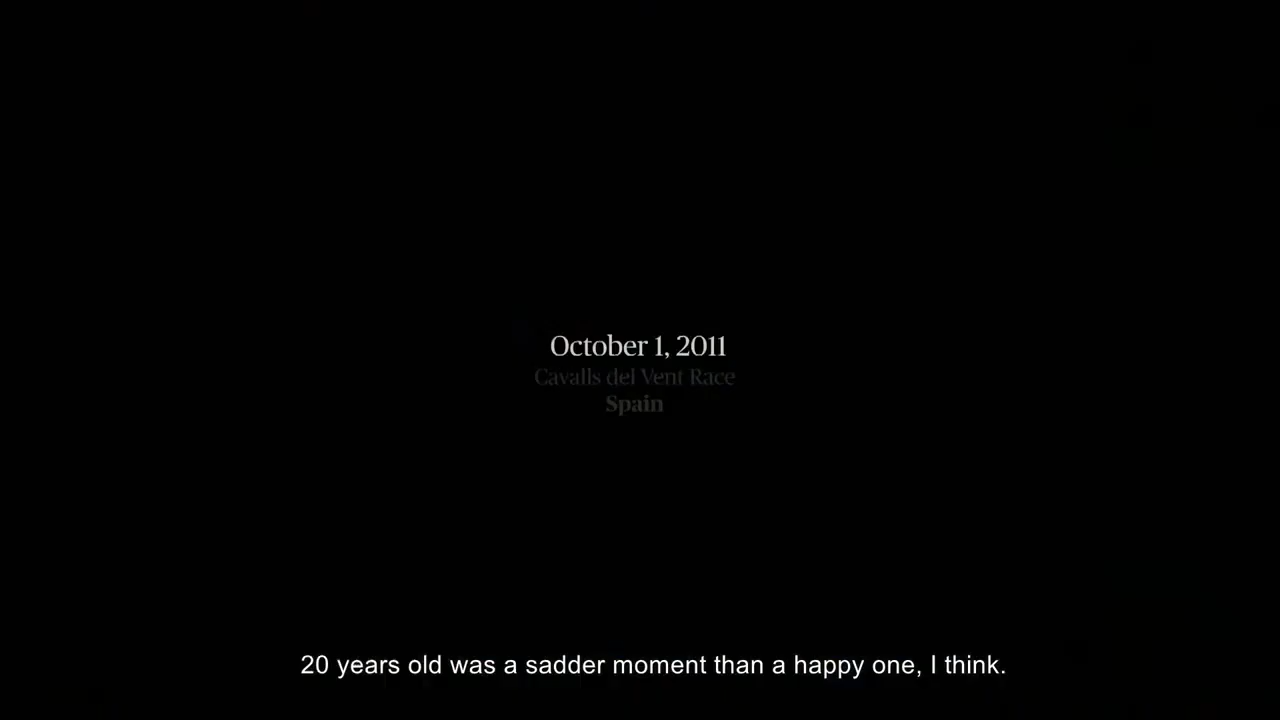 October 1, 2011
Cavalls del Vent Race
Spain
20 years old was a sadder moment than a happy one, I think.